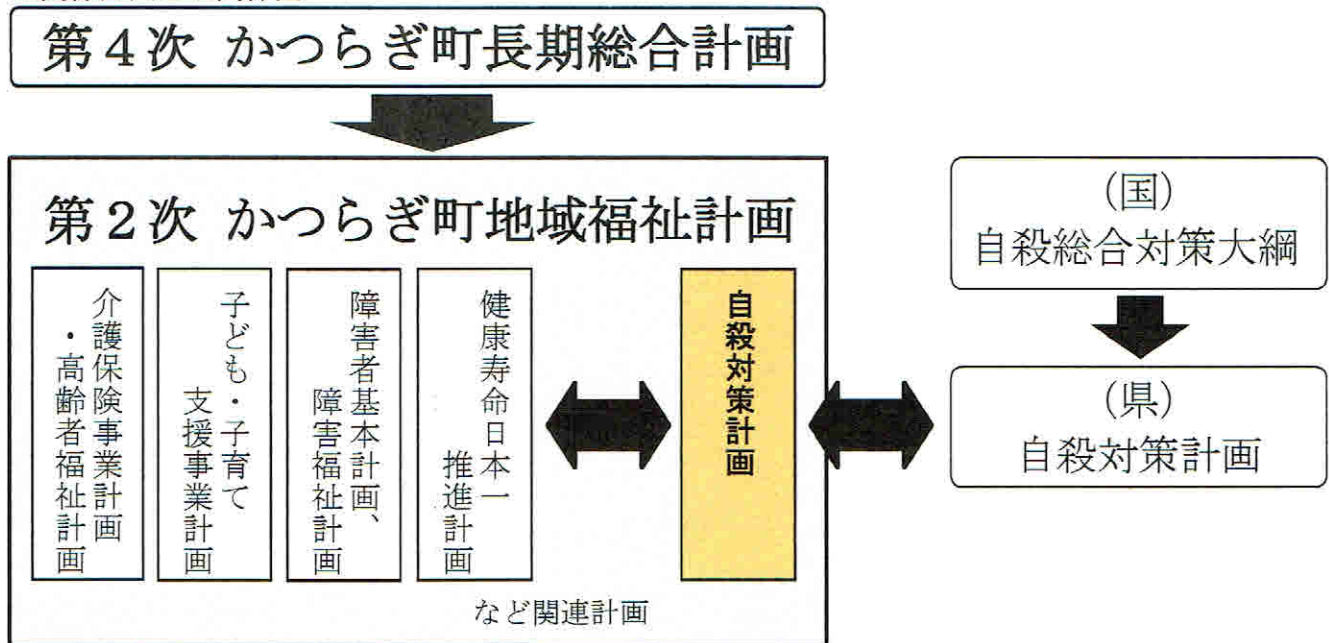 第４次 かつらぎ町長期総合計画
第２次 かつらぎ町地域福祉計画
介護保険事業計画
・高齢者福祉計画
子ども・子育て
支援事業計画
障害者基本計画、
障害福祉計画
健康寿命日本一
推進計画
自殺対策計画
など関連計画
(国)
自殺総合対策大綱
(県)
自殺対策計画